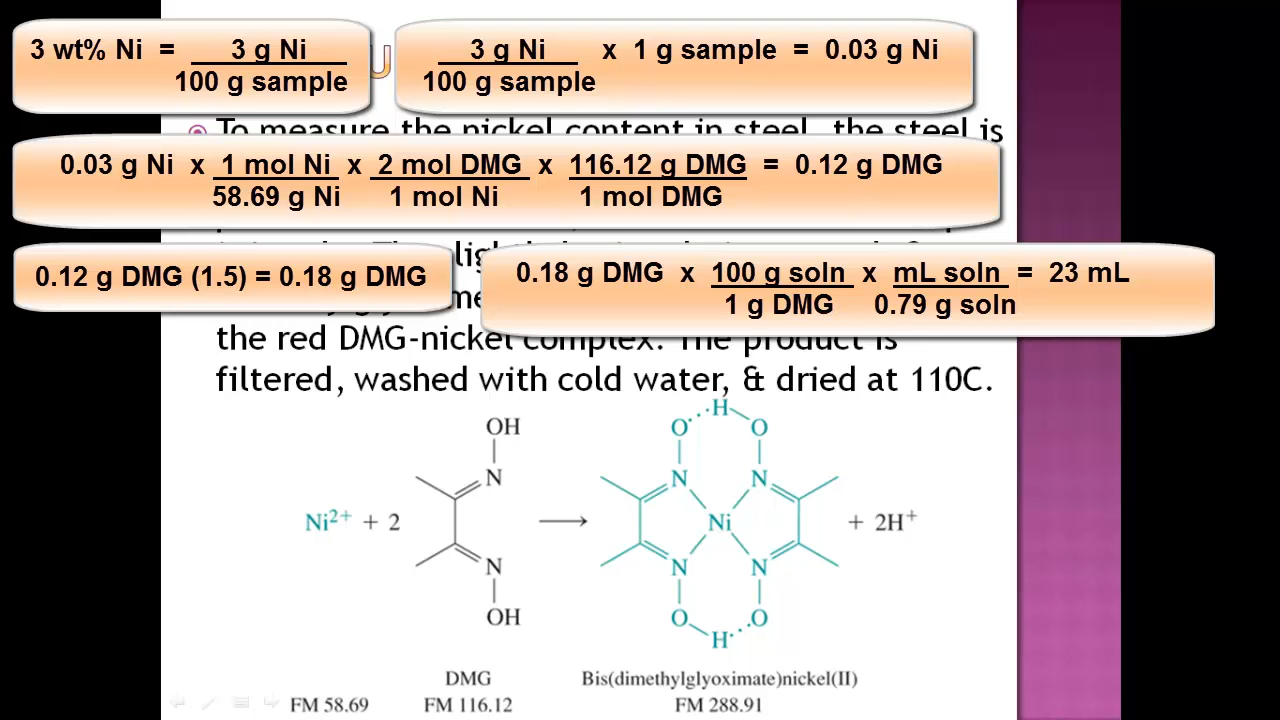 3 wt% Ni = 3 g Ni
100 g sample
3 g Ni x 1 g sample = 0.03 g Ni
100 g sample
U
To measure the nickel content in steel, the steel is
0.03 g Ni x 1 mol Ni x 2 mol DMG x 116.12 g DMG = 0.12 g DMG
58.69 g Ni 1 mol Ni 1 mol DMG
0.12 g DMG (1.5) = 0.18 g DMG
0.18 g DMG x 100 g soln x mL soln = 23 mL
1 g DMG 0.79 g soln
the red DMG-nickel complex. The product is
filtered, washed with cold water, & dried at 110C.
OH
N
Ni2+ + 2
N
OH
O H O
N N
Ni
N N
O H O
+ 2H+
DMG Bis(dimethylglyoximate)nickel(II)
FM 58.69 FM 116.12 FM 288.91